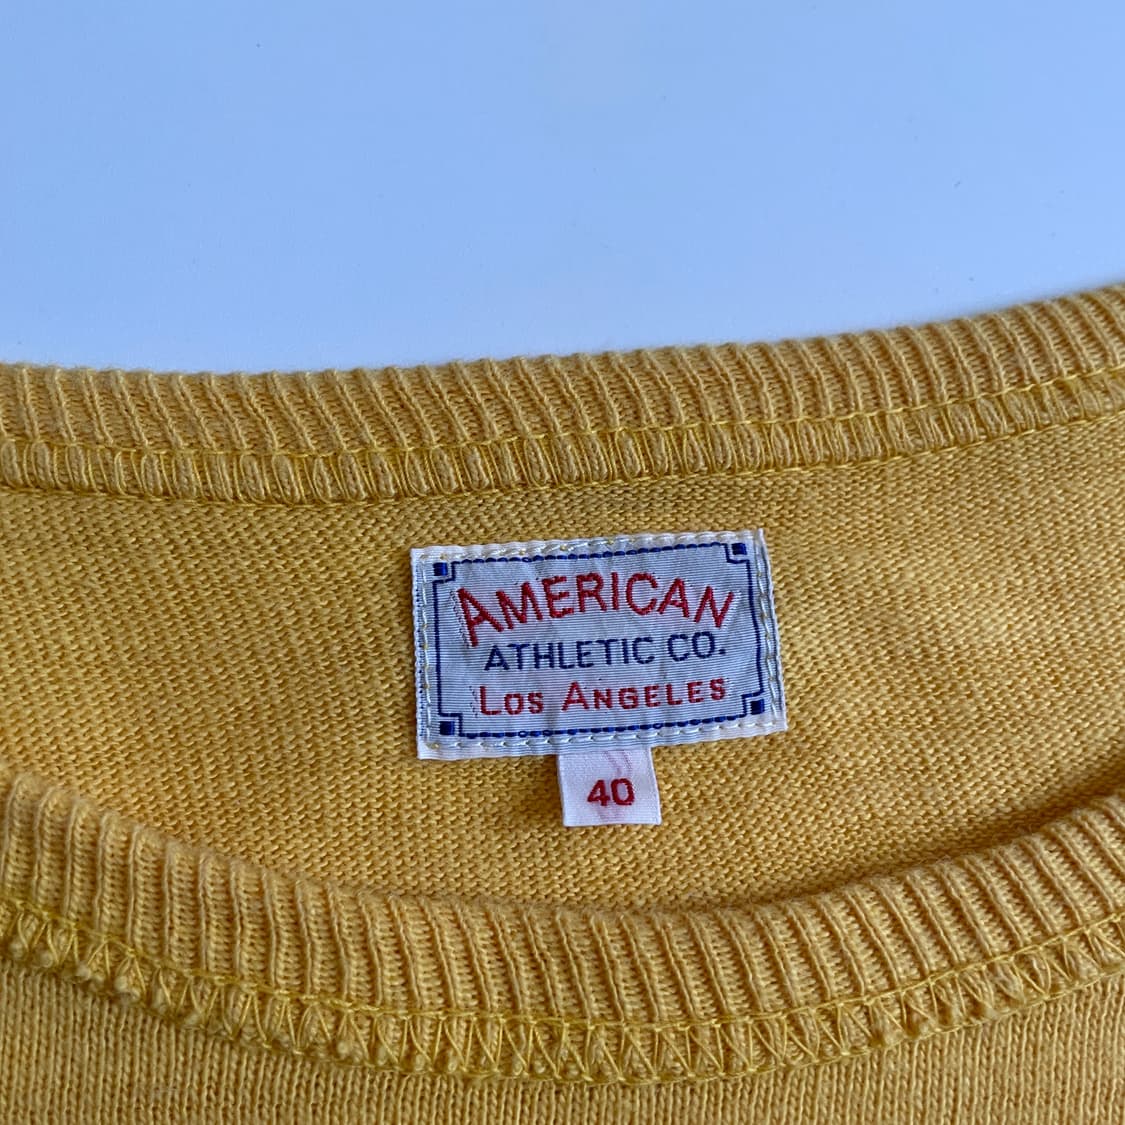 AMERICAN
ATHLETIC CO.
LOS ANGELES
40